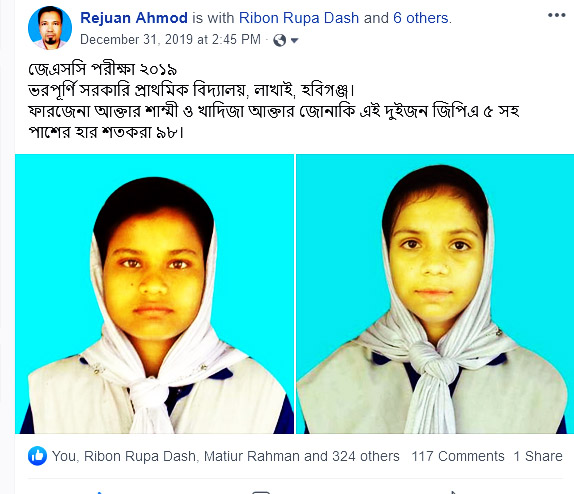 Rejuan Ahmod is with Ribon Rupa Dash and 6 others.
December 31, 2019 at 2:45 PM ·
জেএসসি পরীক্ষা ২০১৯
ভরপূর্ণি সরকারি প্রাথমিক বিদ্যালয়, লাখাই, হবিগঞ্জ।
ফারজেনা আক্তার শাম্মী ও খাদিজা আক্তার জোনাকি এই দুইজন জিপিএ ৫ সহ
পাশের হার শতকরা ৯৮।
You, Ribon Rupa Dash, Matiur Rahman and 324 others 117 Comments 1 Share